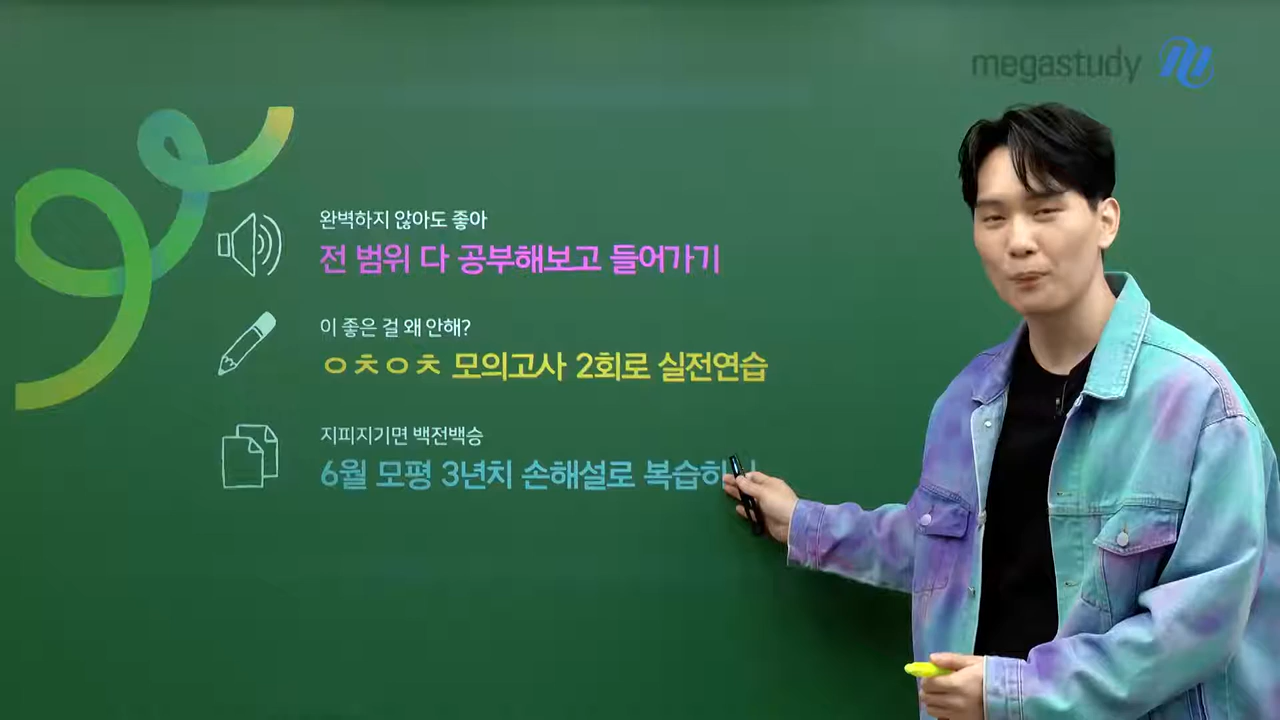 megastudy
완벽하지 않아도 좋아
전 범위 다 공부해보고 들어가기
이 좋은 걸 왜 안해?
ㅇㅊㅇㅊ 모의고사 2회로 실전연습
지피지기면 백전백승
6월 모평 3년치 손해설로